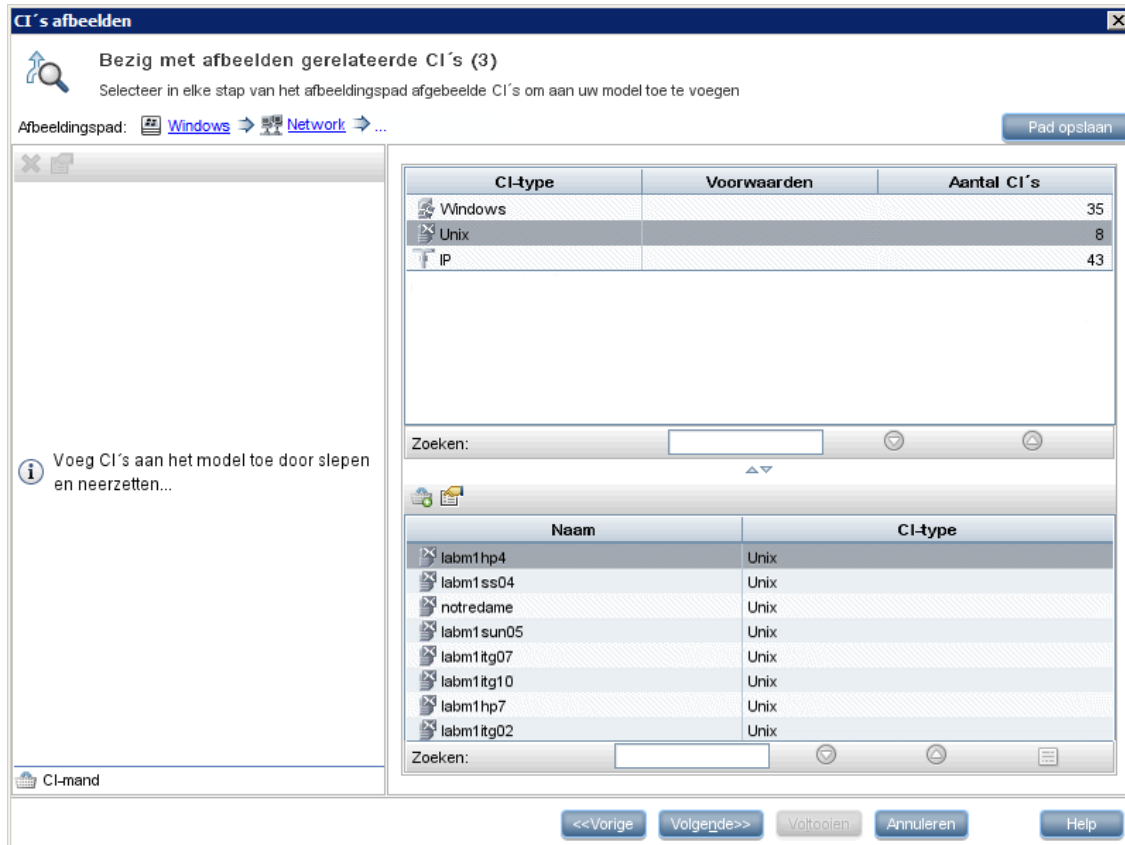 CI´s afbeelden
Bezig met afbeelden gerelateerde CI´s (3)
Selecteer in elke stap van het afbeeldingspad afgebeelde CI´s om aan uw model toe te voegen
Afbeeldingspad: Windows Network ...
Pad opslaan
CI-type Voorwaarden Aantal CI´s
Windows 35
Unix 8
IP 43
Zoeken:
Voeg CI´s aan het model toe door slepen
en neerzetten...
Naam CI-type
labm1hp4 Unix
labm1ss04 Unix
notredame Unix
labm1sun05 Unix
labm1itg07 Unix
labm1itg10 Unix
labm1hp7 Unix
labm1itg02 Unix
Zoeken:
CI-mand
<<Vorige Volgende>> Voltooien Annuleren Help